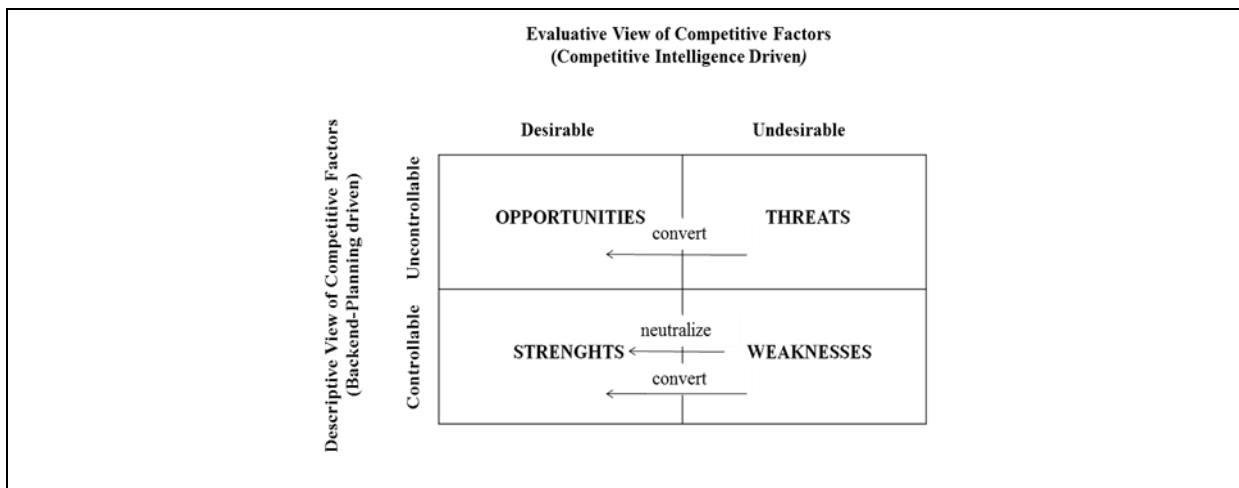 Evaluative View of Competitive Factors
(Competitive Intelligence Driven)
Desirable
Undesirable
Descriptive View of Competitive Factors
(Backend-Planning driven)
Uncontrollable
OPPORTUNITIES
THREATS
convert
Controllable
neutralize
STRENGHTS
WEAKNESSES
convert